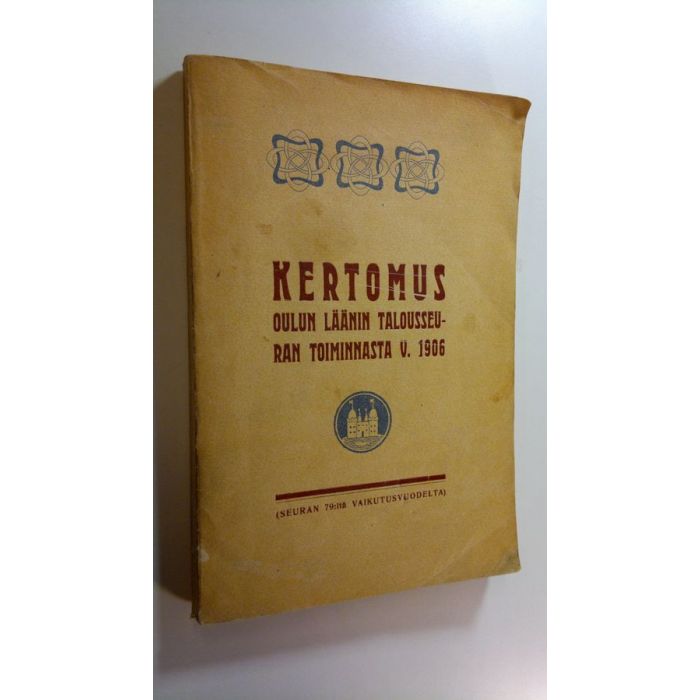 KERTOMUS
OULUN LÄÄNIN TALOUSSEU-
RAN TOIMINNASTA V. 1906
(SEURAN 79:ltä VAIKUTUSVUODELTA)